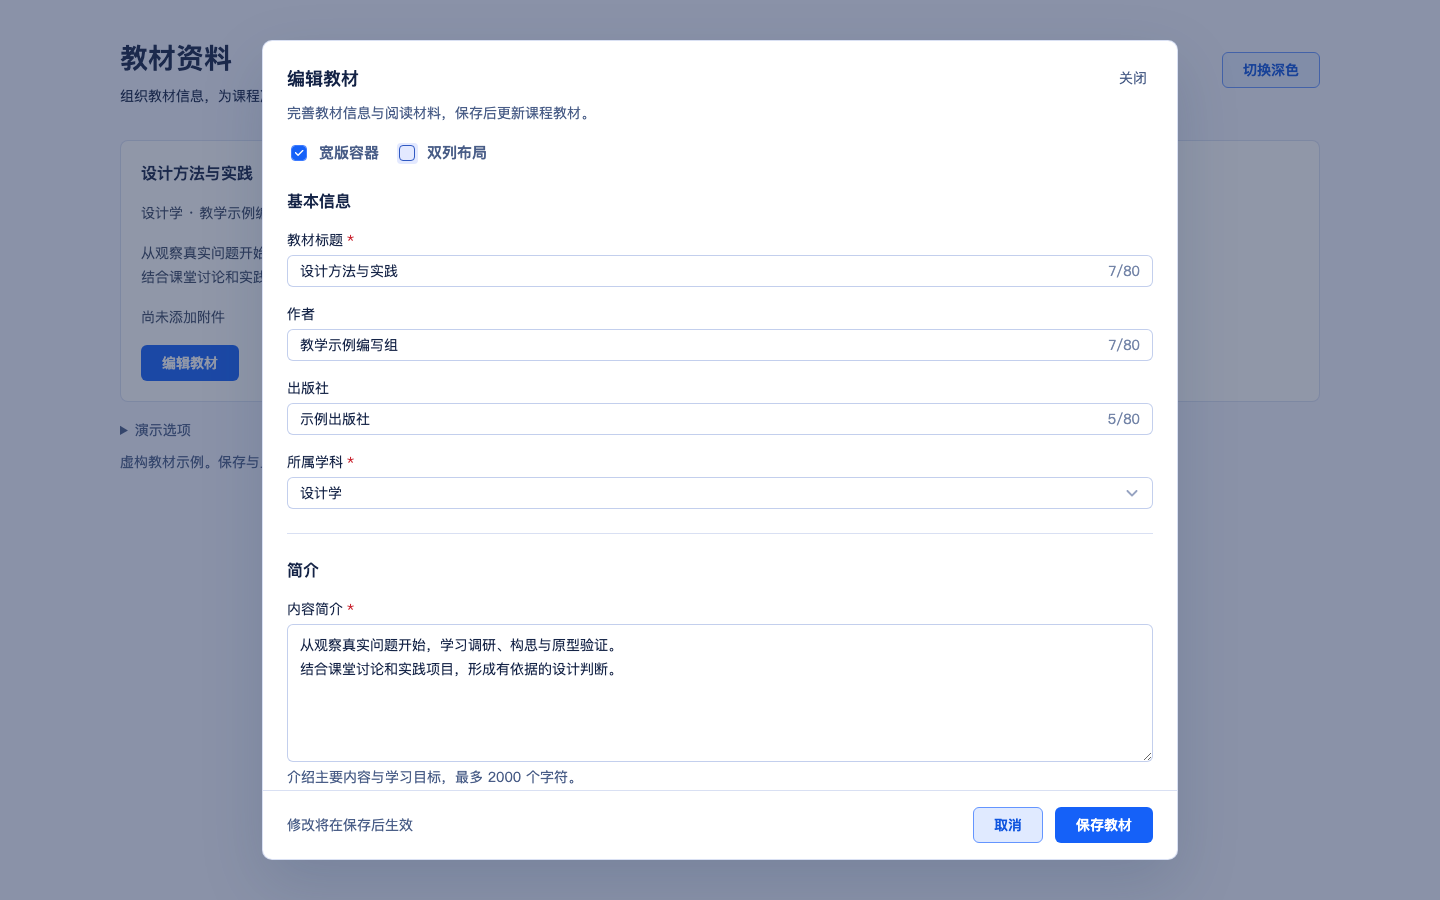 教材资料
组织教材信息，为课程
切换深色
设计方法与实践
设计学 · 教学示例编
从观察真实问题开始
结合课堂讨论和实践
尚未添加附件
编辑教材
演示选项
虚构教材示例。保存与
编辑教材
关闭
完善教材信息与阅读材料，保存后更新课程教材。
宽版容器
双列布局
基本信息
教材标题 *
设计方法与实践
7/80
作者
教学示例编写组
7/80
出版社
示例出版社
5/80
所属学科 *
设计学
简介
内容简介 *
从观察真实问题开始，学习调研、构思与原型验证。
结合课堂讨论和实践项目，形成有依据的设计判断。
介绍主要内容与学习目标，最多 2000 个字符。
修改将在保存后生效
取消
保存教材